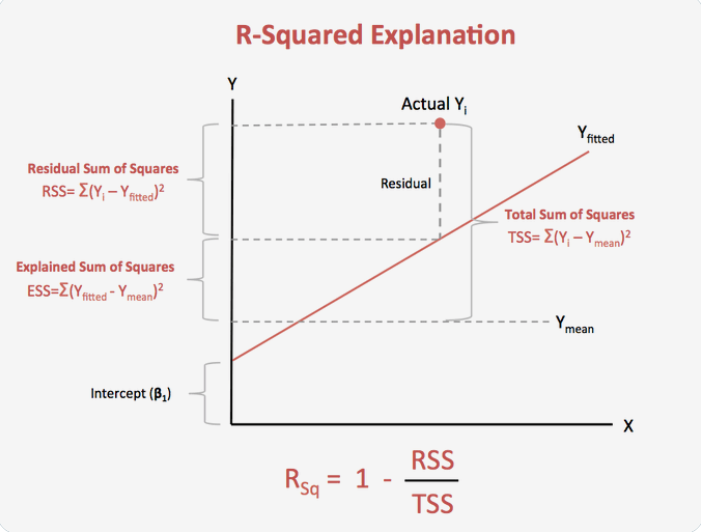 R-Squared Explanation
Y
Actual Yᵢ
Y_fitted
Residual Sum of Squares
RSS= Σ(Yᵢ – Y_fitted)²
Residual
Total Sum of Squares
TSS= Σ(Yᵢ – Y_mean)²
Explained Sum of Squares
ESS=Σ(Y_fitted - Y_mean)²
Y_mean
Intercept (β₁)
X
R_Sq = 1 - RSS
TSS